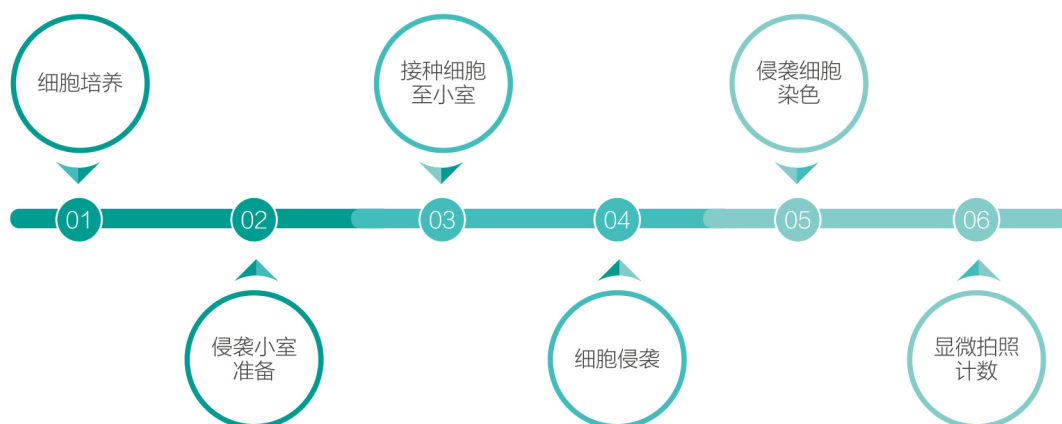 细胞培养
接种细胞
至小室
侵袭细胞
染色
01
02
03
04
05
06
侵袭小室
准备
细胞侵袭
显微拍照
计数